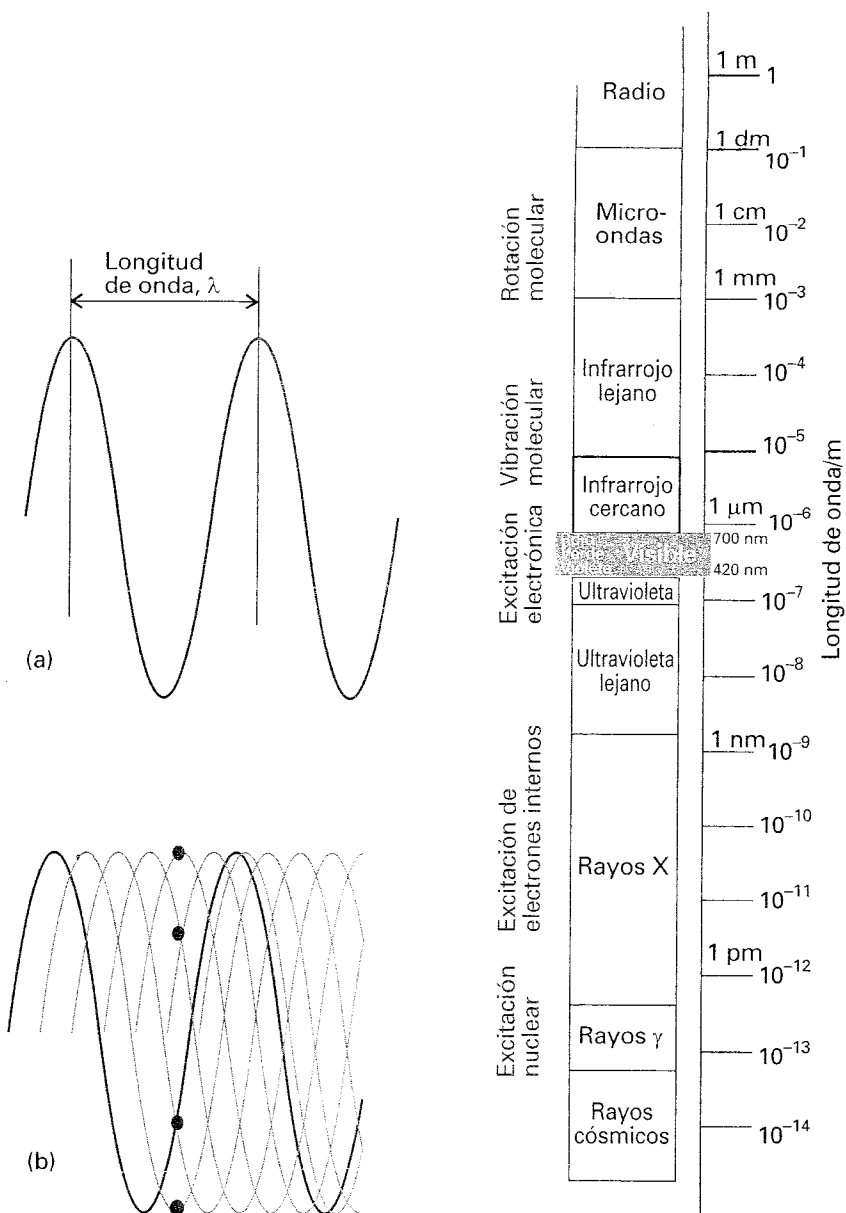 Longitud
de onda, λ
(a)
(b)
Rotación
molecular
Vibración
molecular
Excitación
electrónica
Excitación de
electrones internos
Excitación
nuclear
Radio
Micro-
ondas
Infrarrojo
lejano
Infrarrojo
cercano
Visible
Ultravioleta
Ultravioleta
lejano
Rayos X
Rayos γ
Rayos
cósmicos
1 m 1
1 dm 10⁻¹
1 cm 10⁻²
1 mm 10⁻³
10⁻⁴
10⁻⁵
1 μm 10⁻⁶
700 nm
420 nm
10⁻⁷
10⁻⁸
1 nm 10⁻⁹
10⁻¹⁰
10⁻¹¹
1 pm 10⁻¹²
10⁻¹³
10⁻¹⁴
Longitud de onda/m